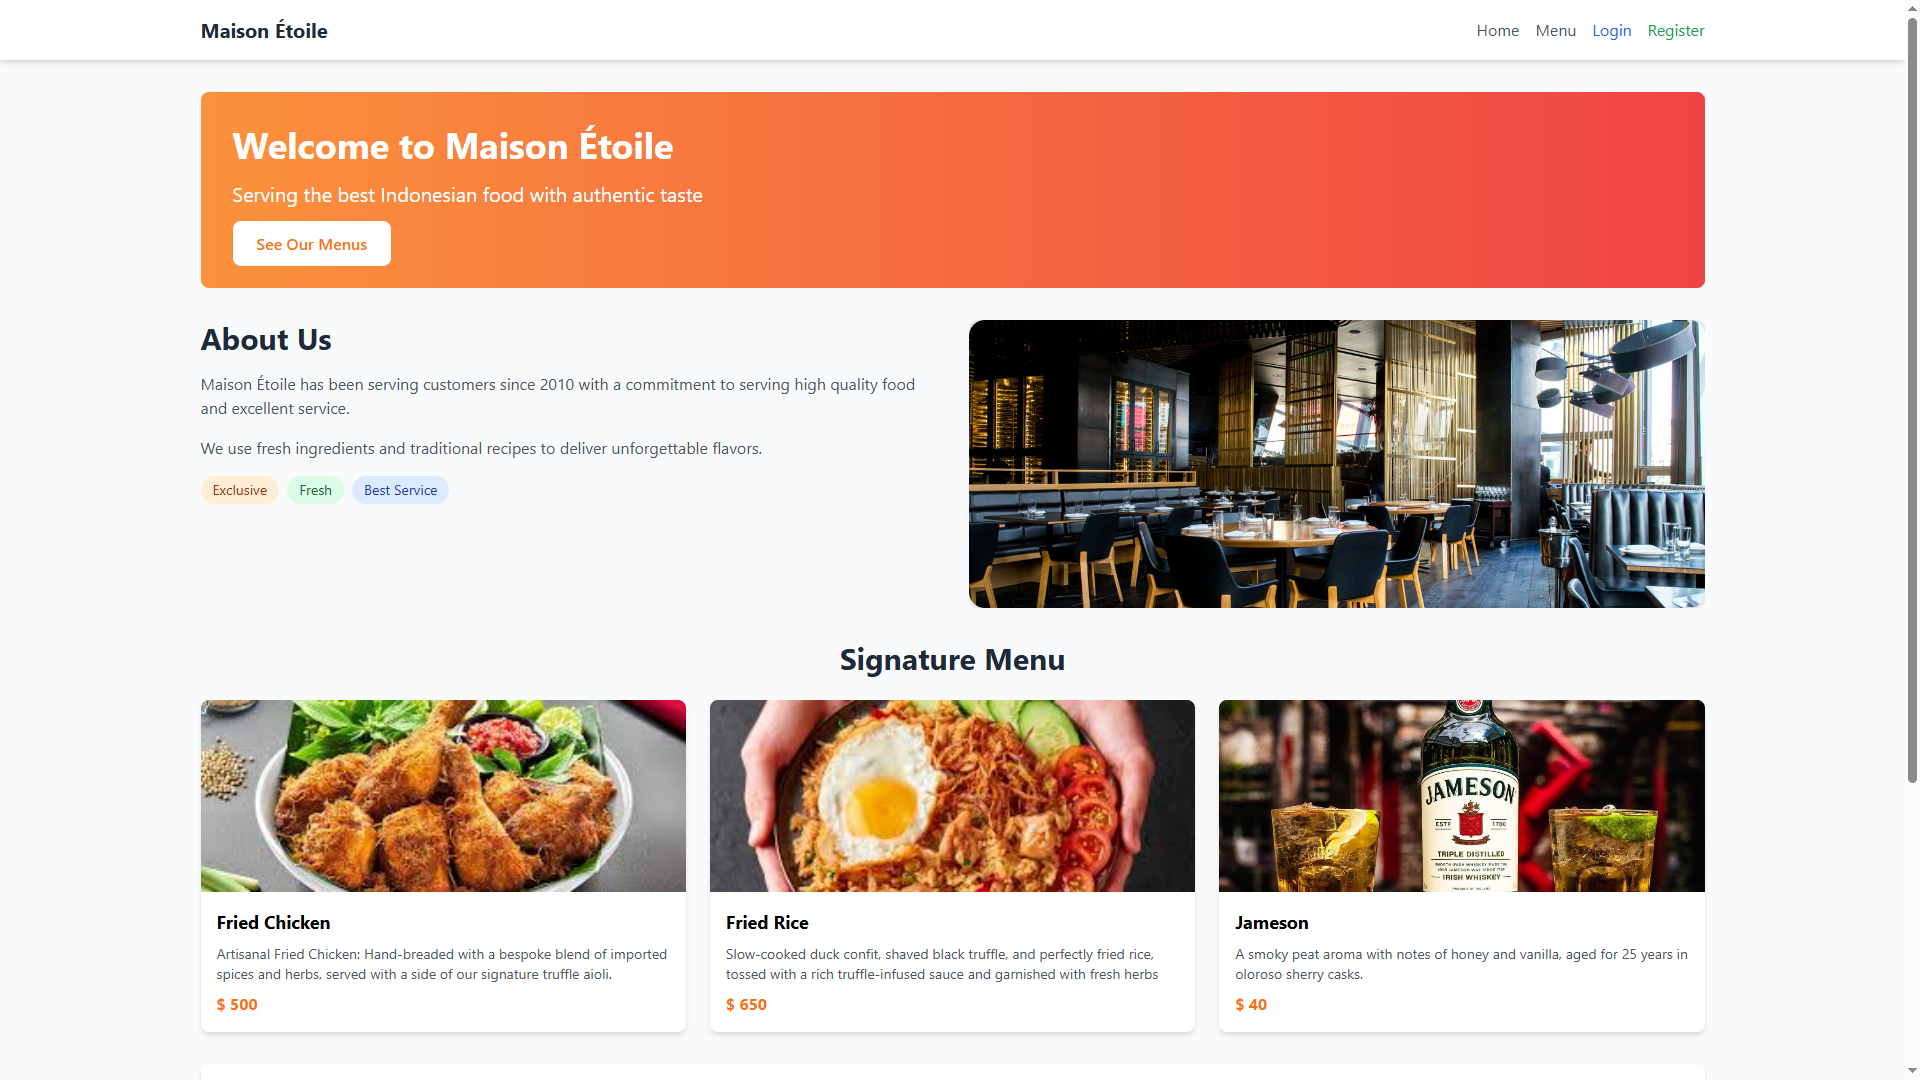 Maison Étoile
Home Menu Login Register
Welcome to Maison Étoile
Serving the best Indonesian food with authentic taste
See Our Menus
About Us
Maison Étoile has been serving customers since 2010 with a commitment to serving high quality food
and excellent service.
We use fresh ingredients and traditional recipes to deliver unforgettable flavors.
Exclusive Fresh Best Service
Signature Menu
JAMESON
ESTD 1780
TRIPLE DISTILLED
IRISH WHISKEY
Fried Chicken
Artisanal Fried Chicken: Hand-breaded with a bespoke blend of imported
spices and herbs, served with a side of our signature truffle aioli.
$ 500
Fried Rice
Slow-cooked duck confit, shaved black truffle, and perfectly fried rice,
tossed with a rich truffle-infused sauce and garnished with fresh herbs
$ 650
Jameson
A smoky peat aroma with notes of honey and vanilla, aged for 25 years in
oloroso sherry casks.
$ 40